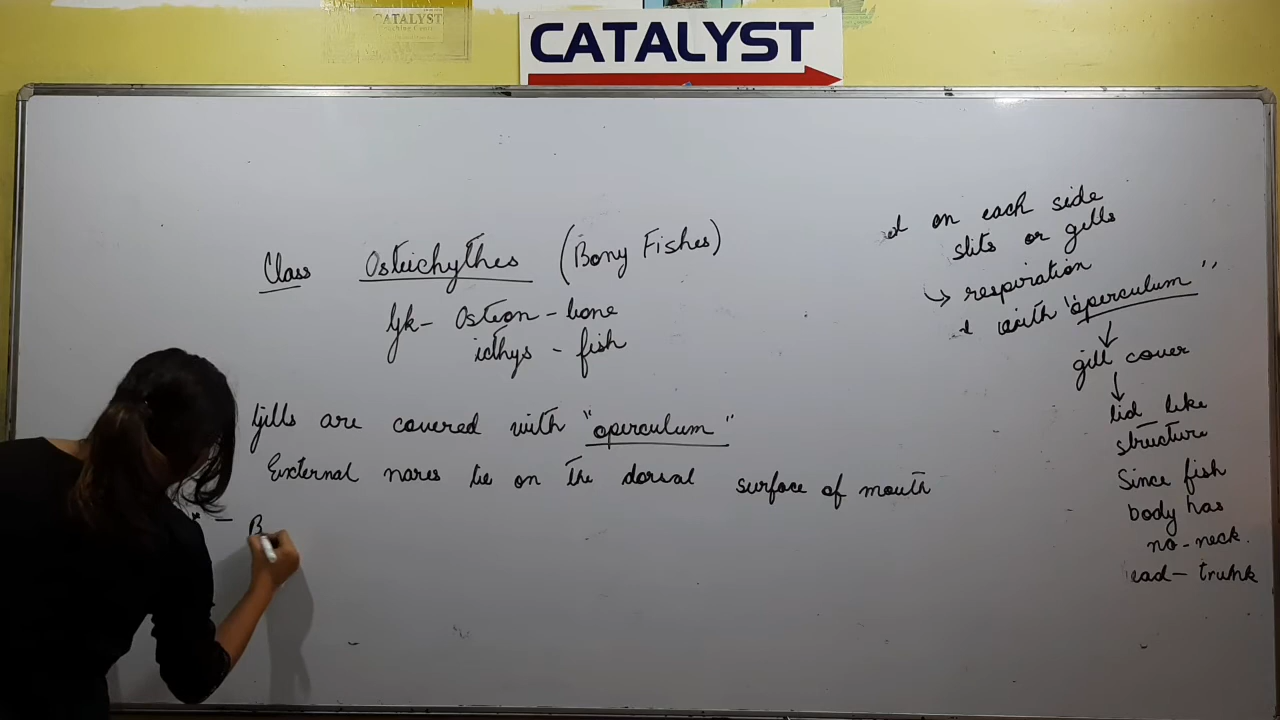 CATALYST
CATALYST
Class Osteichythes (Bony Fishes)
Gk- Osteon - bone
icthys - fish
Gills are covered with "operculum"
External nares lie on the dorsal surface of mouth
- B
on each side
slits or gills
↳ respiration
with "operculum"
↓
gill cover
↓
lid like
structure
Since fish
body has
no-neck.
ead- trunk